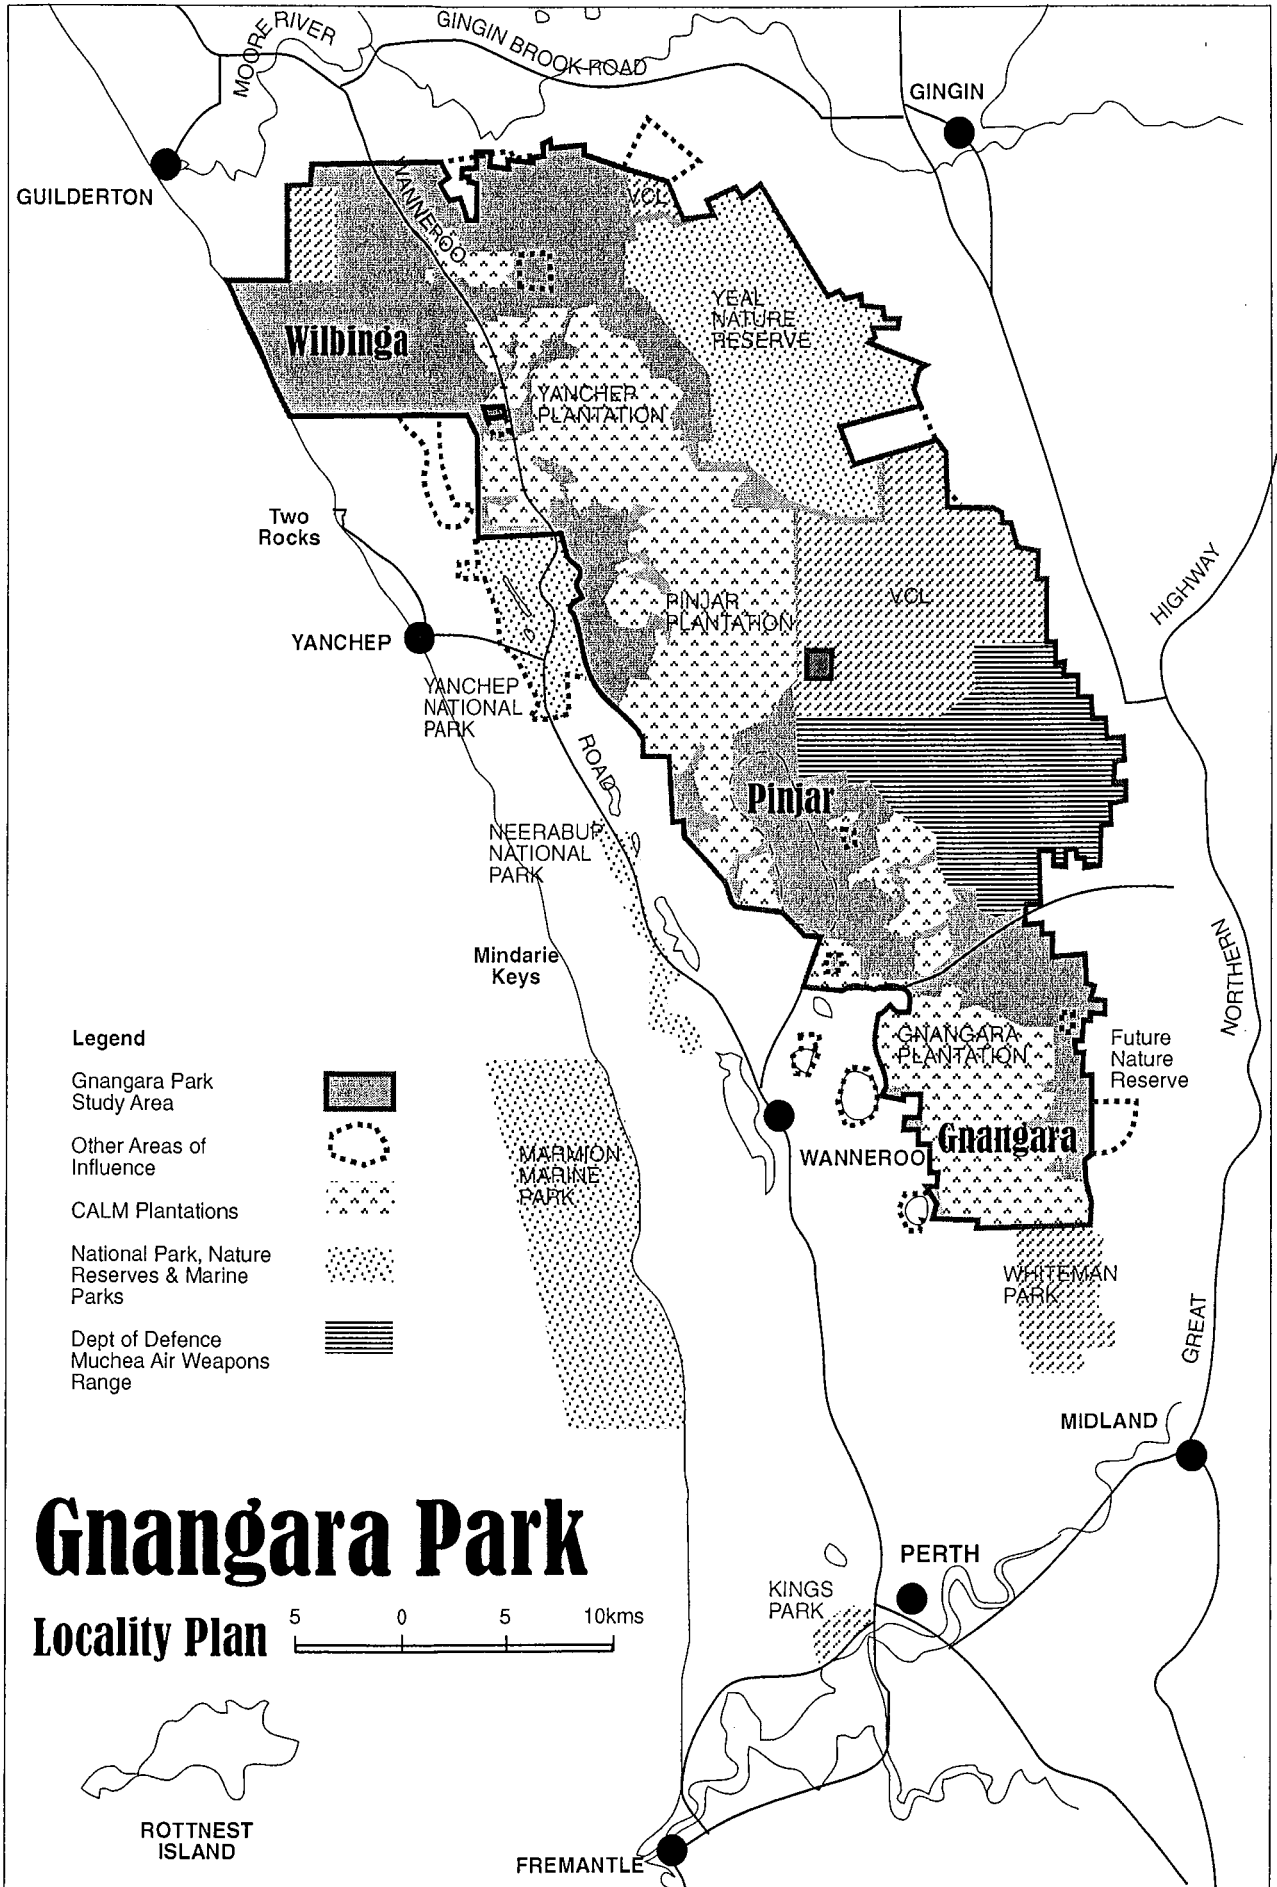 MOORE RIVER
GINGIN BROOK ROAD
GINGIN
GUILDERTON
WANNEROO
VCL
YEAL
NATURE
RESERVE
Wilbinga
YANCHEP
PLANTATION
Two
Rocks
HIGHWAY
VCL
PINJAR
PLANTATION
YANCHEP
YANCHEP
NATIONAL
PARK
ROAD
Pinjar
NEERABUP
NATIONAL
PARK
Mindarie
Keys
NORTHERN
GNANGARA
PLANTATION
Future
Nature
Reserve
Gnangara
WANNEROO
MARMION
MARINE
PARK
WHITEMAN
PARK
GREAT
MIDLAND
Legend
Gnangara Park
Study Area
Other Areas of
Influence
CALM Plantations
National Park, Nature
Reserves & Marine
Parks
Dept of Defence
Muchea Air Weapons
Range
Gnangara Park
Locality Plan
5 0 5 10kms
PERTH
KINGS
PARK
ROTTNEST
ISLAND
FREMANTLE